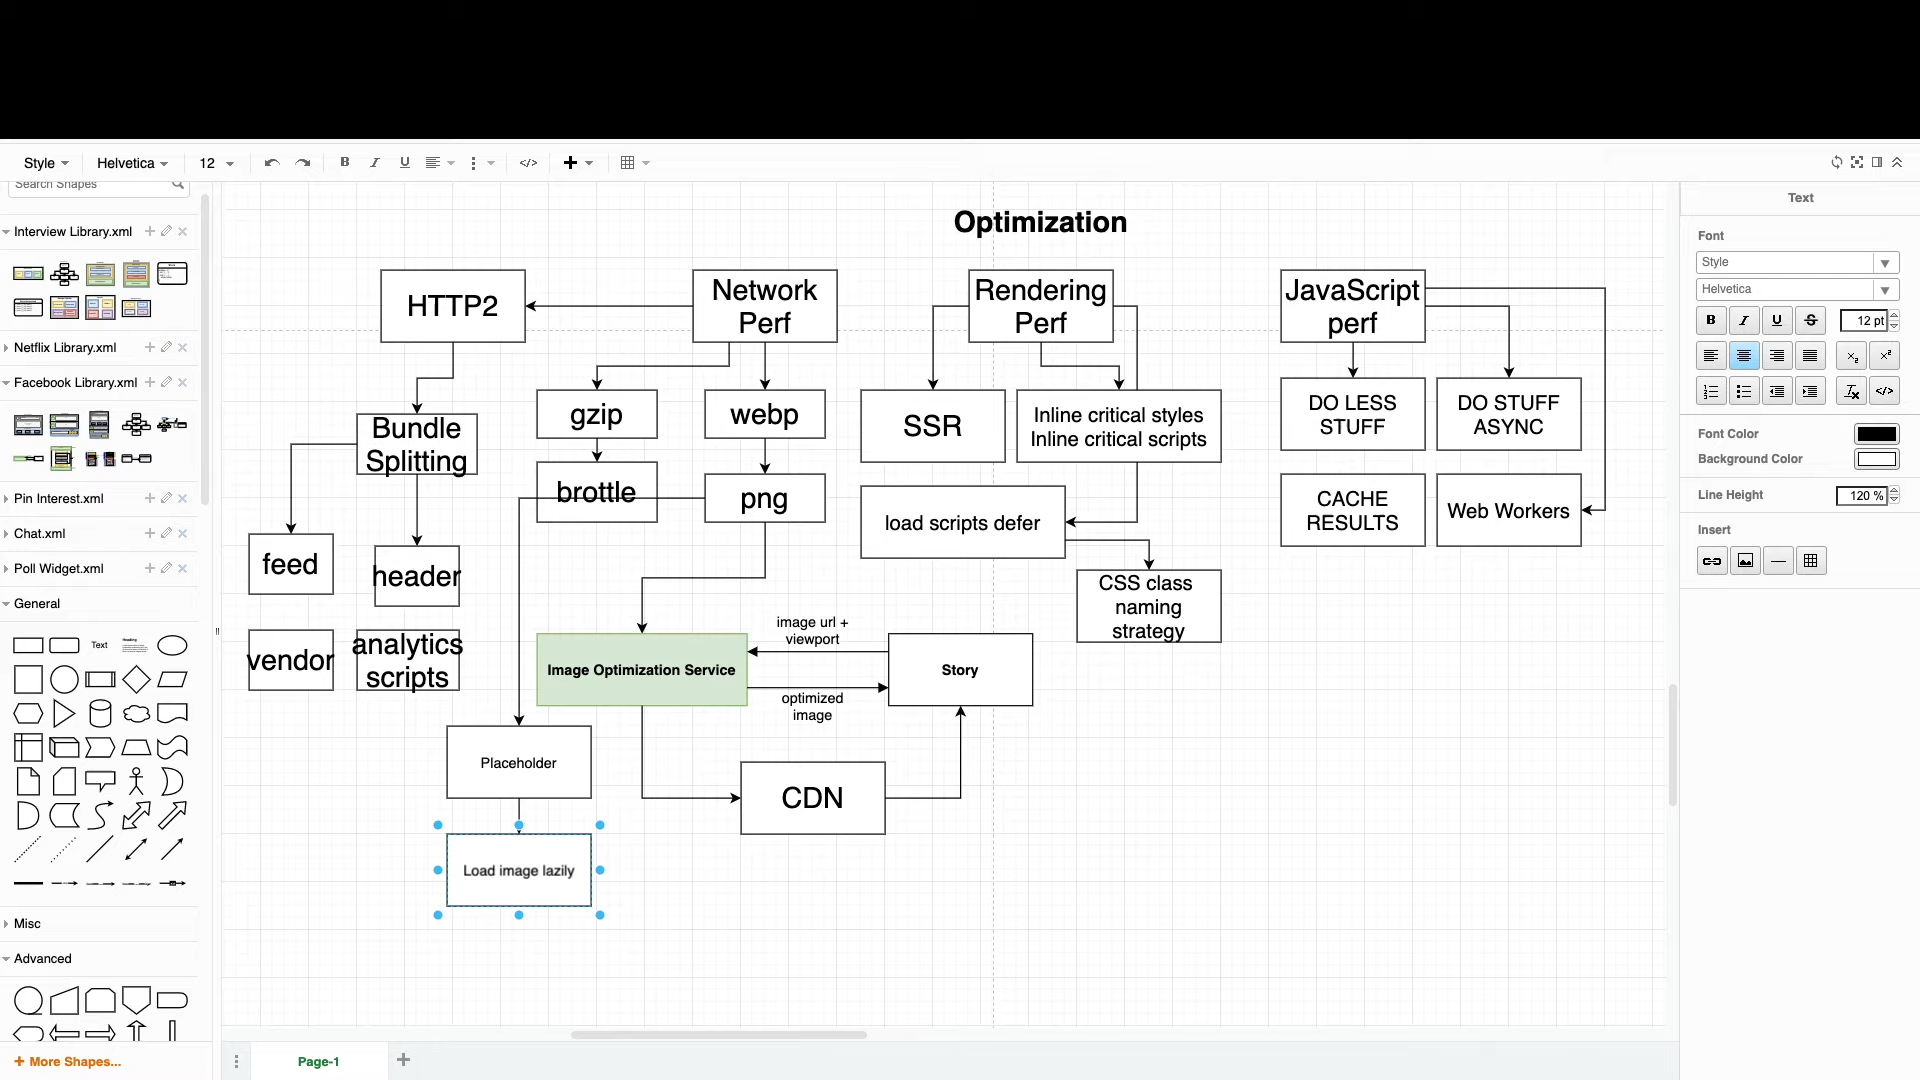 Style
Helvetica
12
B
I
U
Search Shapes
Interview Library.xml
Netflix Library.xml
Facebook Library.xml
Pin Interest.xml
Chat.xml
Poll Widget.xml
General
Text
Heading
Misc
Advanced
+ More Shapes...
Optimization
HTTP2
Network
Perf
Rendering
Perf
JavaScript
perf
Bundle
Splitting
gzip
webp
SSR
Inline critical styles
Inline critical scripts
DO LESS
STUFF
DO STUFF
ASYNC
brottle
png
load scripts defer
CACHE
RESULTS
Web Workers
feed
header
CSS class
naming
strategy
vendor
analytics
scripts
Image Optimization Service
image url +
viewport
optimized
image
Story
Placeholder
CDN
Load image lazily
Page-1
Text
Font
Style
Helvetica
B
I
U
S
12 pt
Font Color
Background Color
Line Height
120 %
Insert